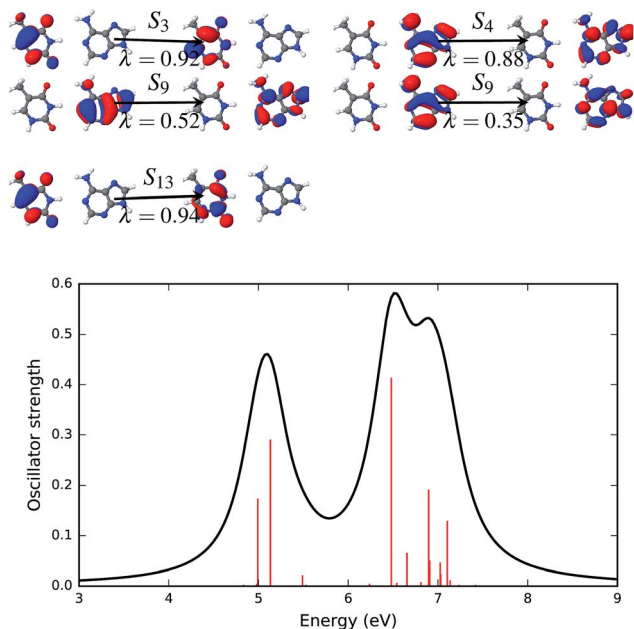 S₃ S₄
λ = 0.92 λ = 0.88
S₉ S₉
λ = 0.52 λ = 0.35
S₁₃
λ = 0.94
0.6
0.5
0.4
0.3
0.2
0.1
0.0
Oscillator strength
3 4 5 6 7 8 9
Energy (eV)